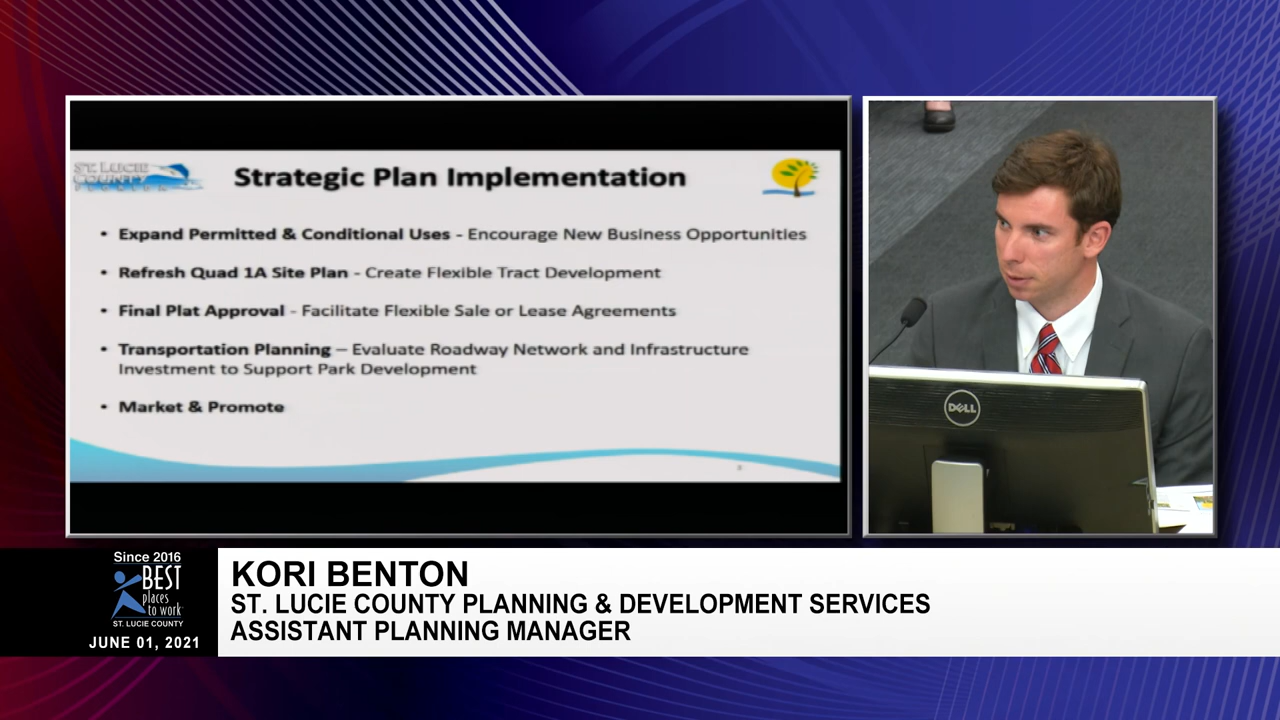 ST. LUCIE
COUNTY
FLORIDA
Strategic Plan Implementation
• Expand Permitted & Conditional Uses - Encourage New Business Opportunities
• Refresh Quad 1A Site Plan - Create Flexible Tract Development
• Final Plat Approval - Facilitate Flexible Sale or Lease Agreements
• Transportation Planning – Evaluate Roadway Network and Infrastructure
Investment to Support Park Development
• Market & Promote
DELL
Since 2016
BEST
places
to work
ST. LUCIE COUNTY
JUNE 01, 2021
KORI BENTON
ST. LUCIE COUNTY PLANNING & DEVELOPMENT SERVICES
ASSISTANT PLANNING MANAGER